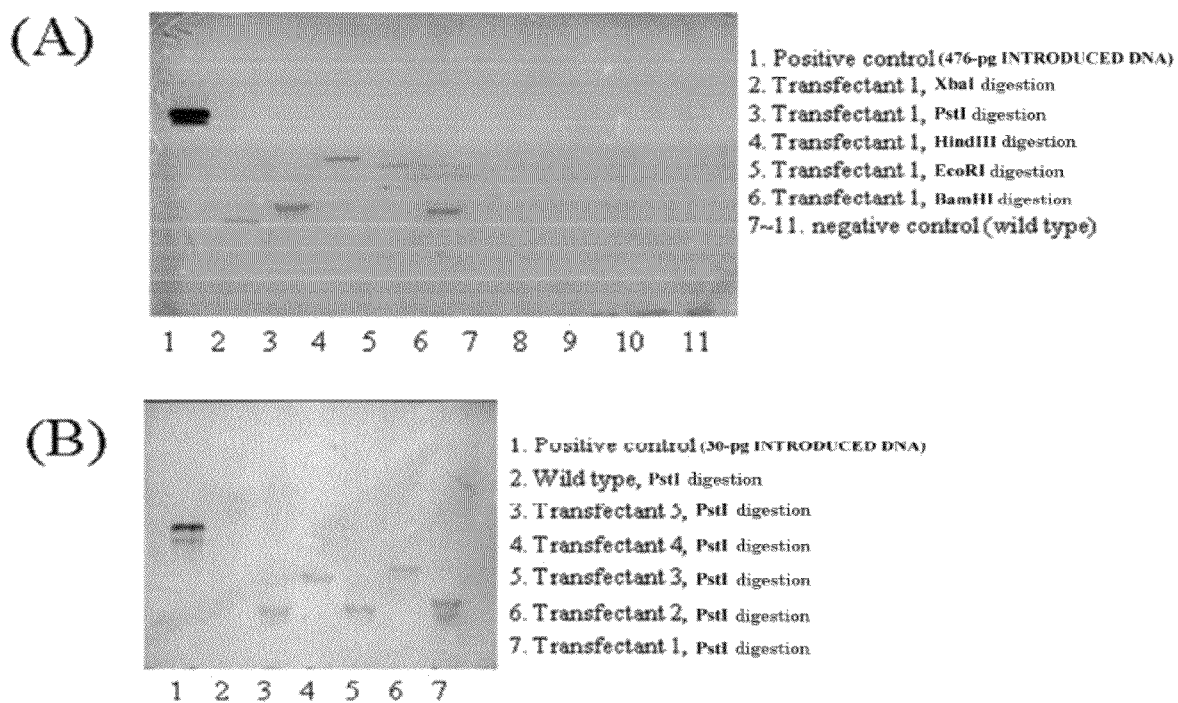 (A)
1. Positive control (476-pg INTRODUCED DNA)
2. Transfectant 1, XbaI digestion
3. Transfectant 1, PstI digestion
4. Transfectant 1, HindIII digestion
5. Transfectant 1, EcoRI digestion
6. Transfectant 1, BamHI digestion
7~11. negative control (wild type)
1 2 3 4 5 6 7 8 9 10 11
(B)
1. Positive control (30-pg INTRODUCED DNA)
2. Wild type, PstI digestion
3. Transfectant 5, PstI digestion
4. Transfectant 4, PstI digestion
5. Transfectant 3, PstI digestion
6. Transfectant 2, PstI digestion
7. Transfectant 1, PstI digestion
1 2 3 4 5 6 7